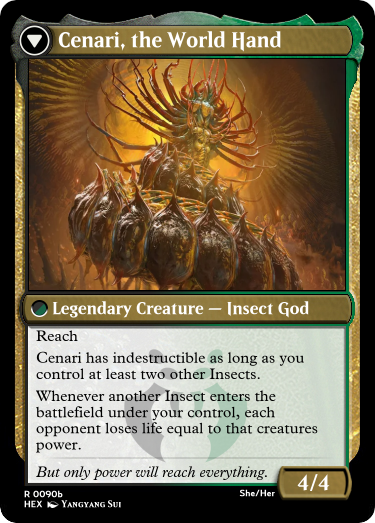 Cenari, the World Hand
Legendary Creature — Insect God
Reach
Cenari has indestructible as long as you
control at least two other Insects.
Whenever another Insect enters the
battlefield under your control, each
opponent loses life equal to that creatures
power.
But only power will reach everything.
4/4
R 0090b
She/Her
HEX Yangyang Sui